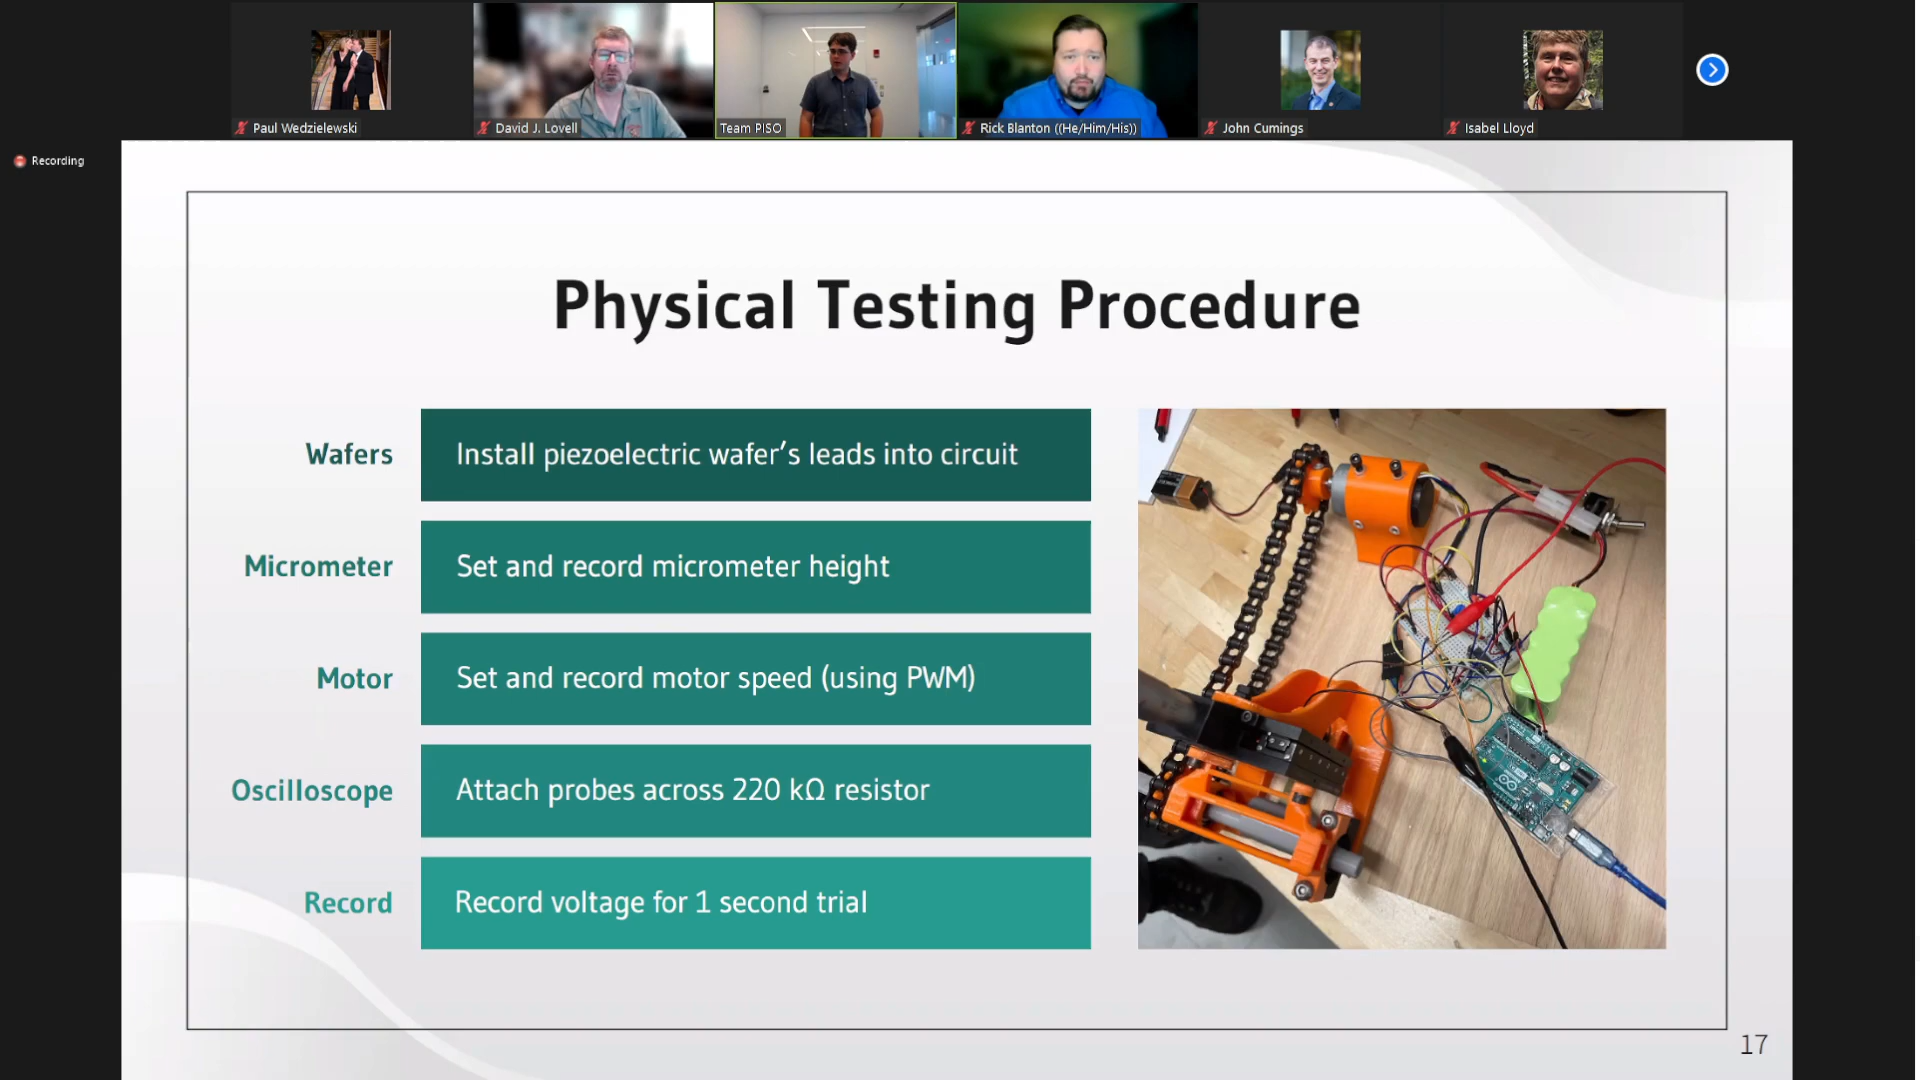 Paul Wedzielewski
David J. Lovell
Team PISO
Rick Blanton ((He/Him/His))
John Cumings
Isabel Lloyd
Recording
Physical Testing Procedure
Wafers
Install piezoelectric wafer’s leads into circuit
Micrometer
Set and record micrometer height
Motor
Set and record motor speed (using PWM)
Oscilloscope
Attach probes across 220 kΩ resistor
Record
Record voltage for 1 second trial
17